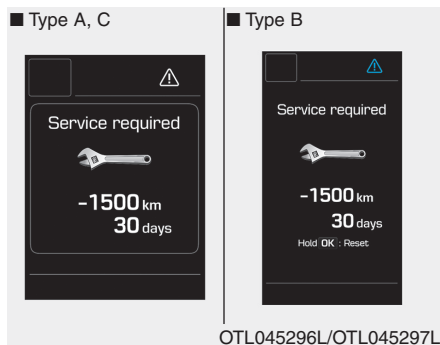 ■ Type A, C
Service required
-1500 km
30 days
■ Type B
Service required
-1500 km
30 days
Hold OK : Reset
OTL045296L/OTL045297L